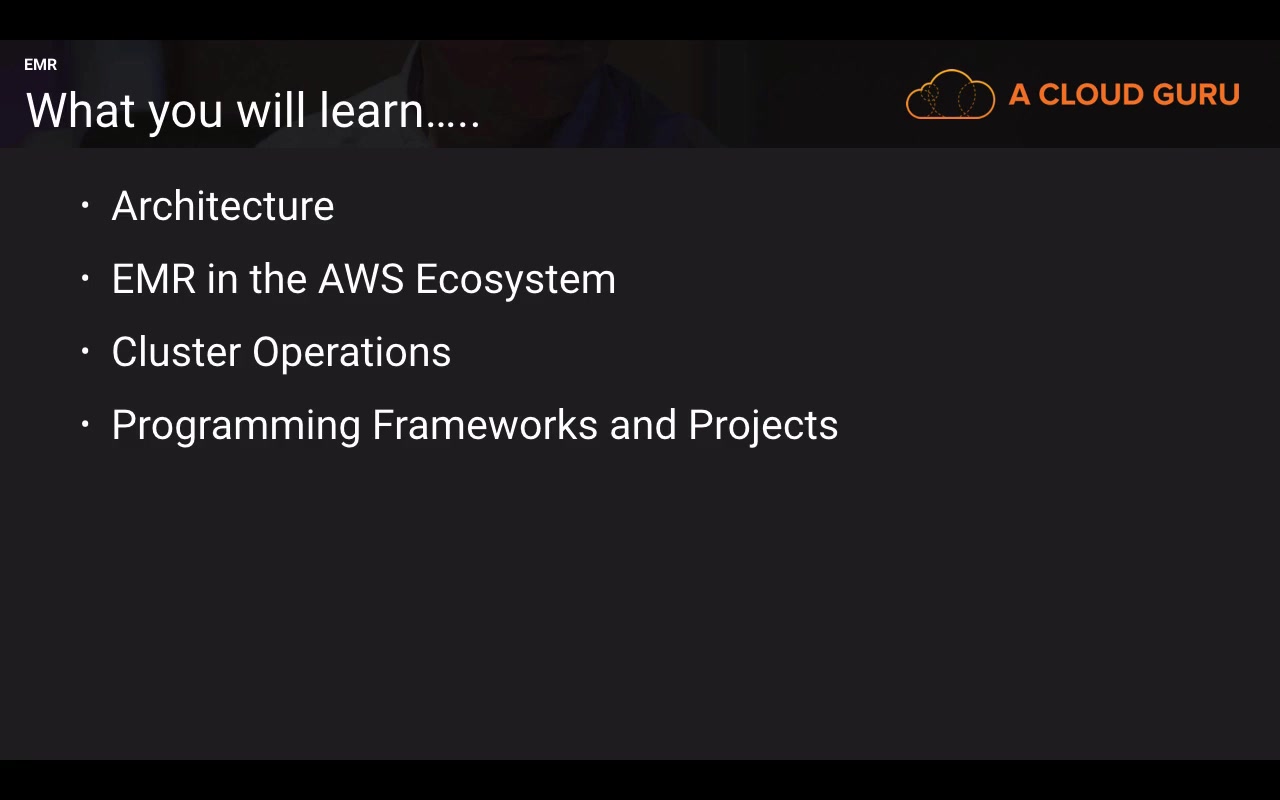 EMR
What you will learn.....
A CLOUD GURU
• Architecture
• EMR in the AWS Ecosystem
• Cluster Operations
• Programming Frameworks and Projects